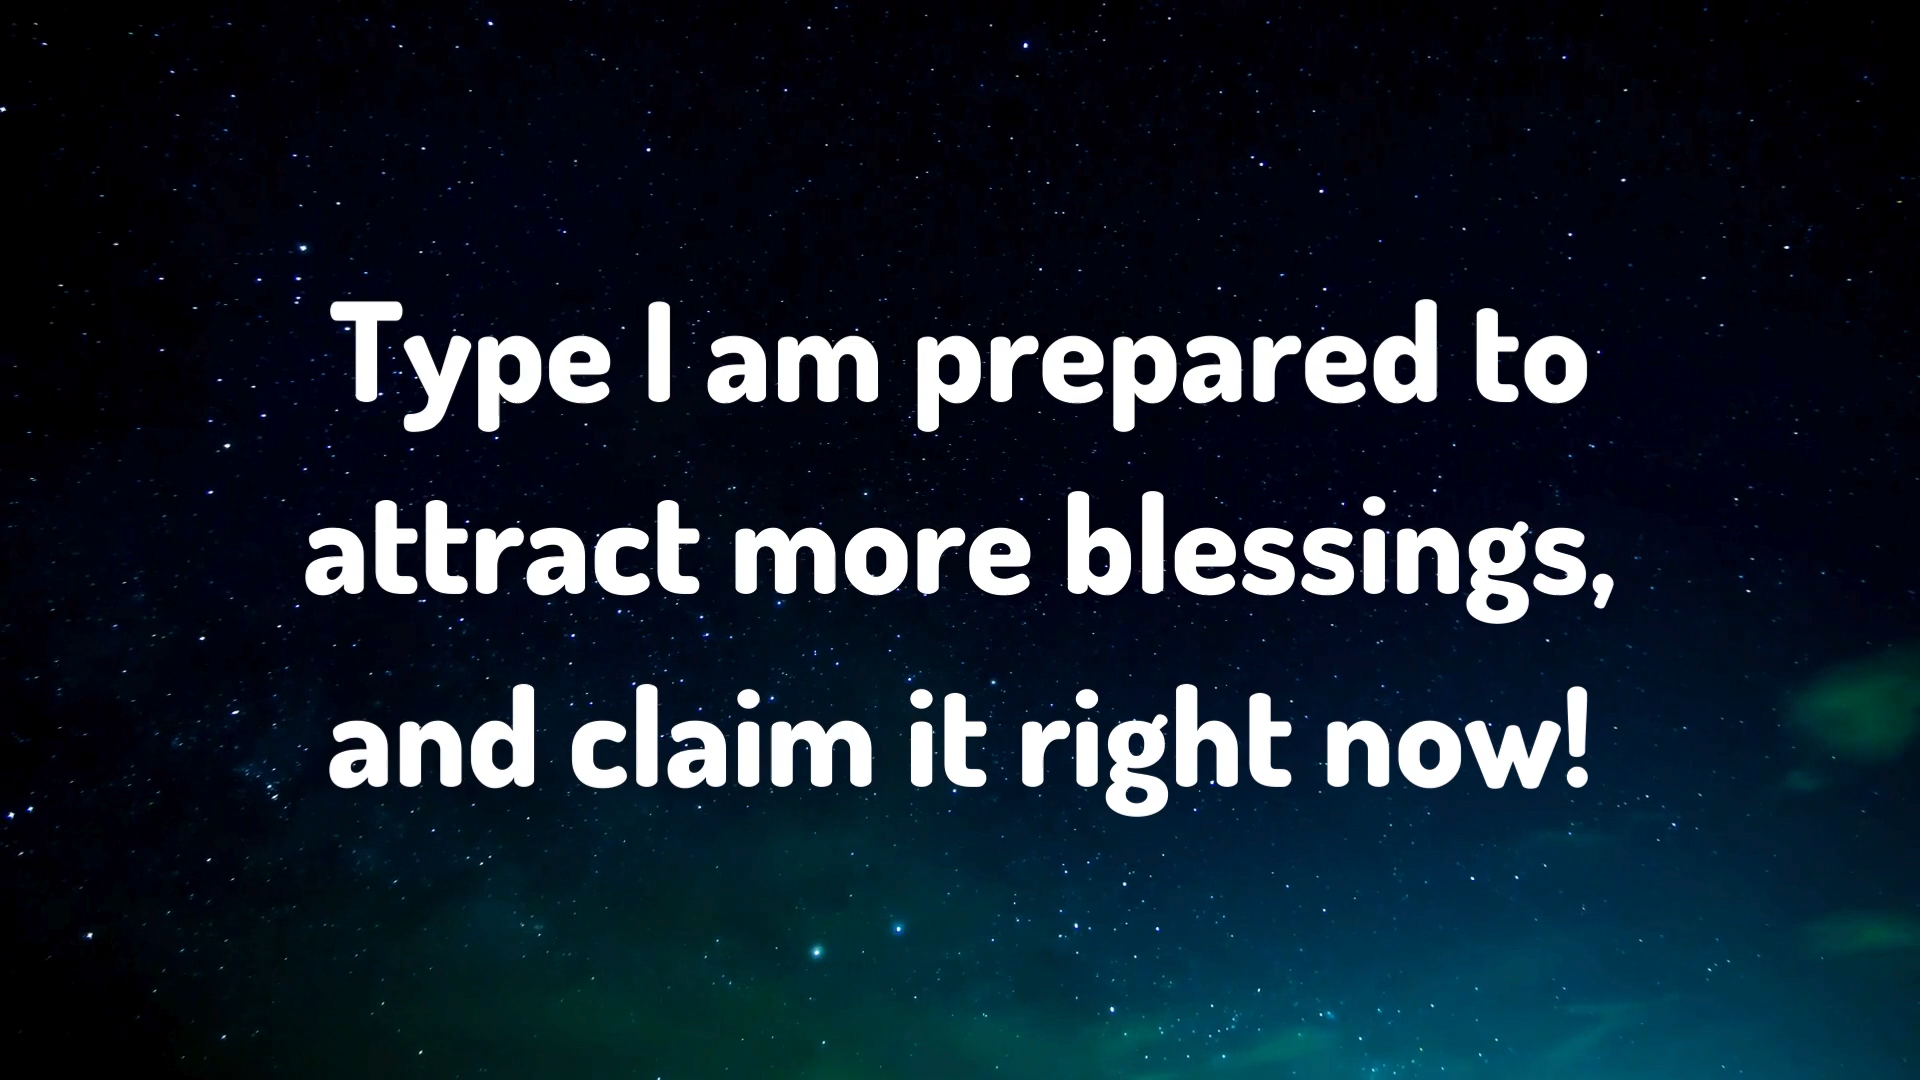 Type I am prepared to
attract more blessings,
and claim it right now!